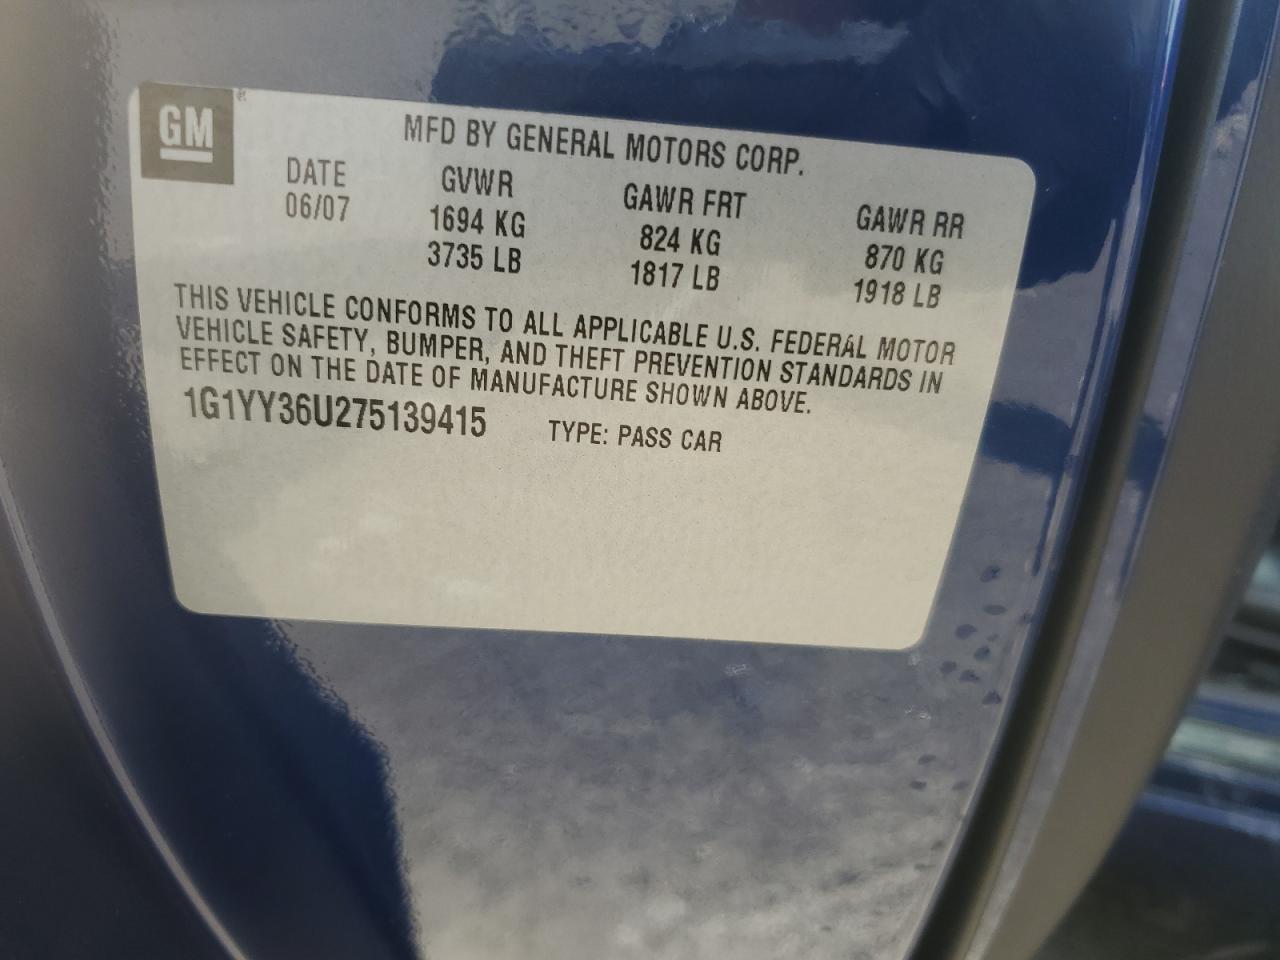 GM
MFD BY GENERAL MOTORS CORP.
DATE GVWR GAWR FRT GAWR RR
06/07 1694 KG 824 KG 870 KG
3735 LB 1817 LB 1918 LB
THIS VEHICLE CONFORMS TO ALL APPLICABLE U.S. FEDERAL MOTOR
VEHICLE SAFETY, BUMPER, AND THEFT PREVENTION STANDARDS IN
EFFECT ON THE DATE OF MANUFACTURE SHOWN ABOVE.
1G1YY36U275139415 TYPE: PASS CAR